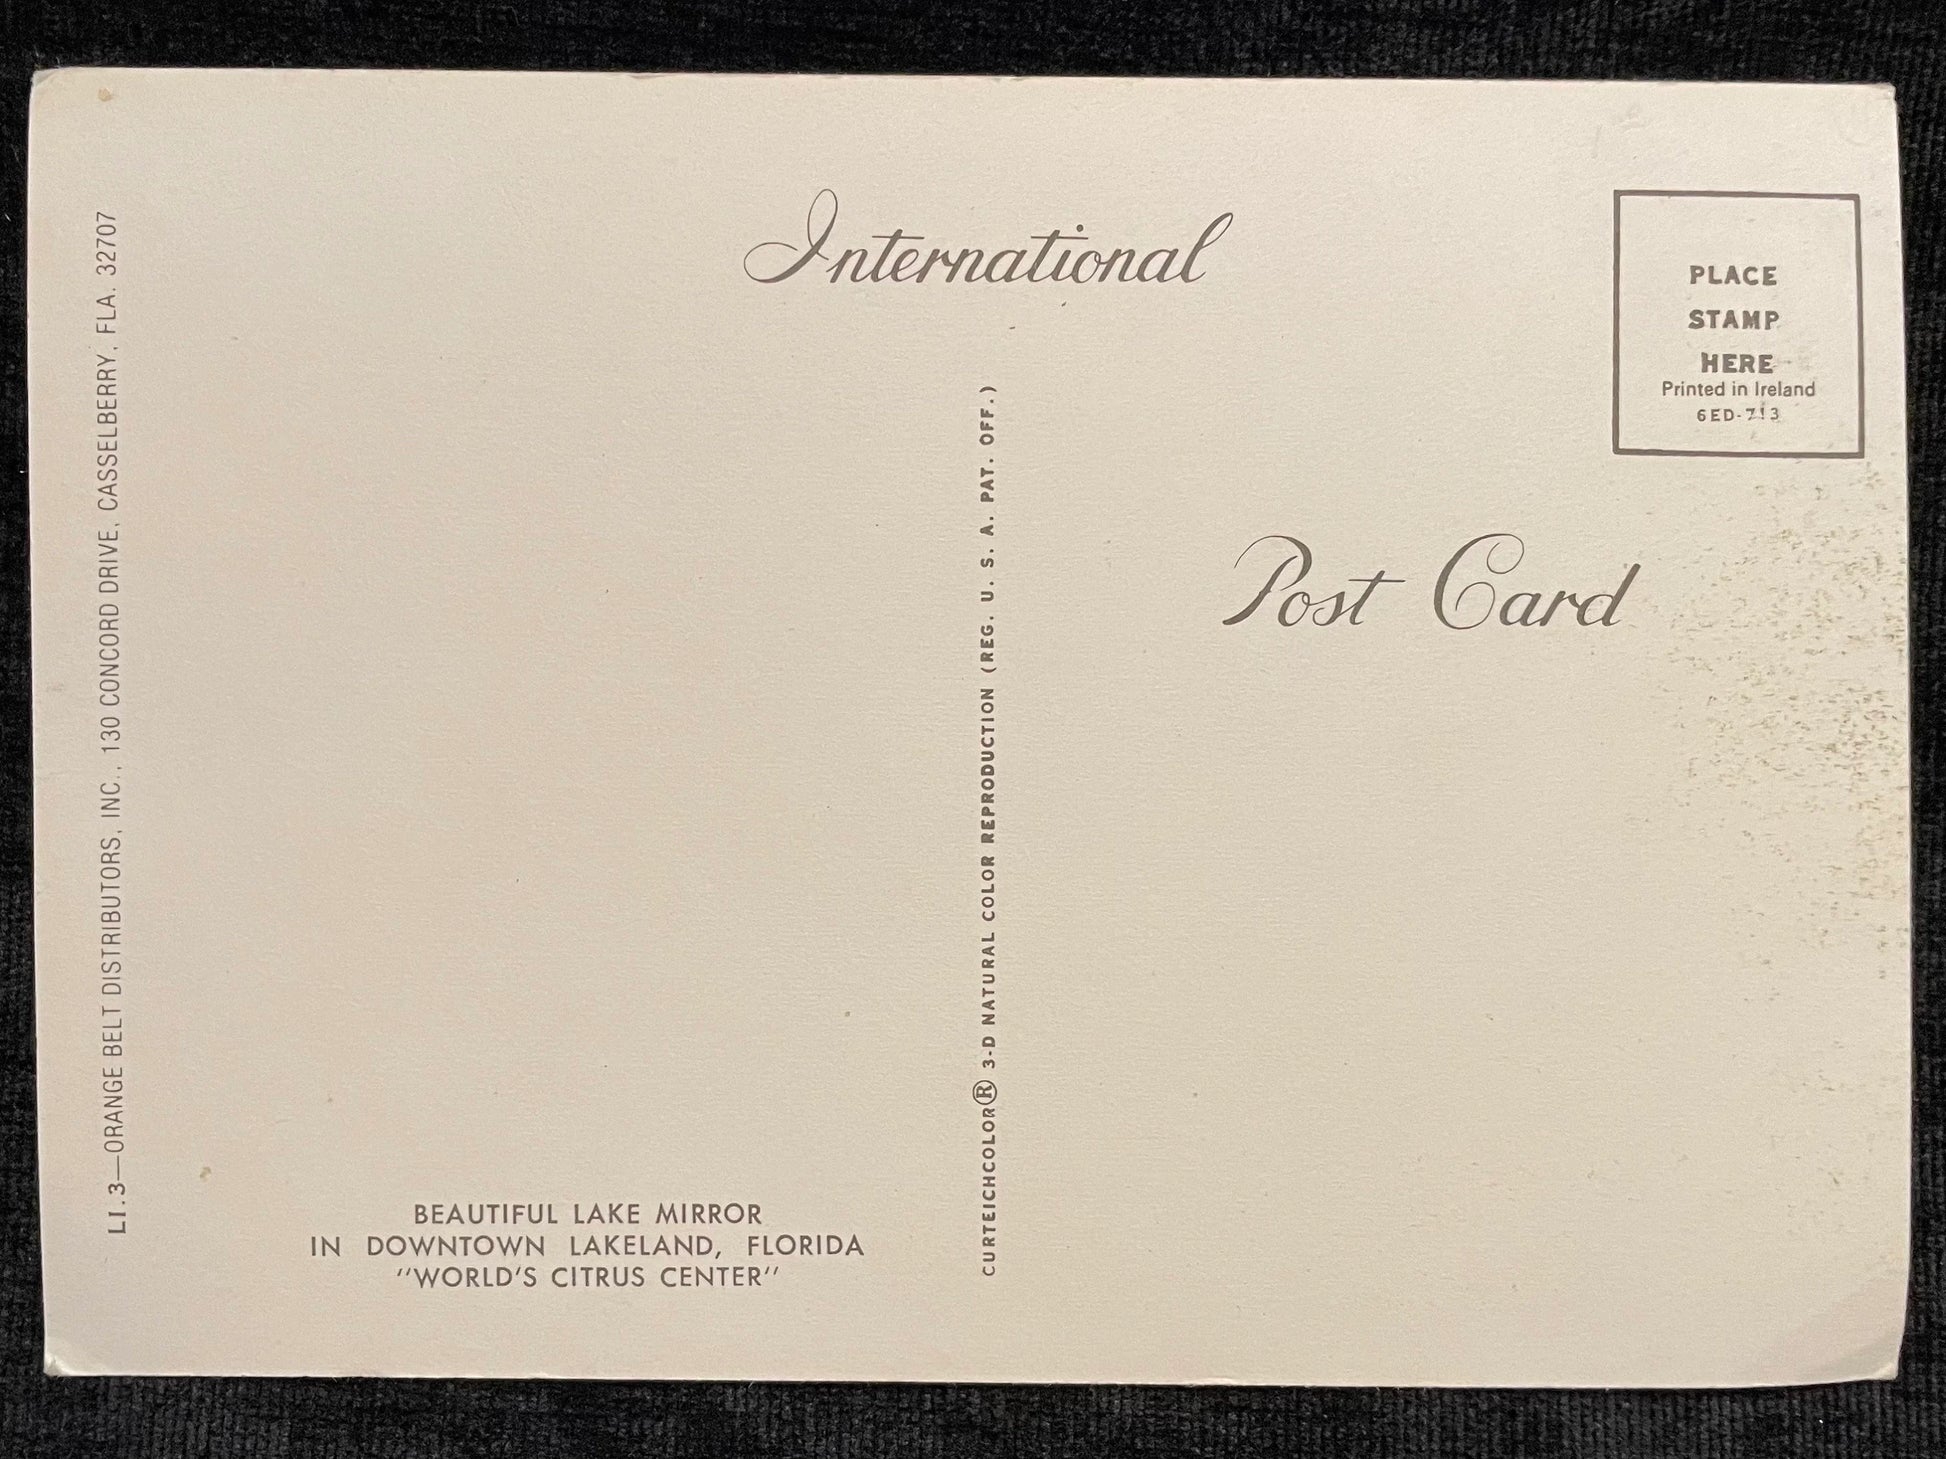 LI.3—ORANGE BELT DISTRIBUTORS, INC., 130 CONCORD DRIVE, CASSELBERRY, FLA. 32707
International
PLACE
STAMP
HERE
Printed in Ireland
6ED-713
Post Card
CURTEICHCOLOR® 3-D NATURAL COLOR REPRODUCTION (REG. U. S. A. PAT. OFF.)
BEAUTIFUL LAKE MIRROR
IN DOWNTOWN LAKELAND, FLORIDA
"WORLD'S CITRUS CENTER"